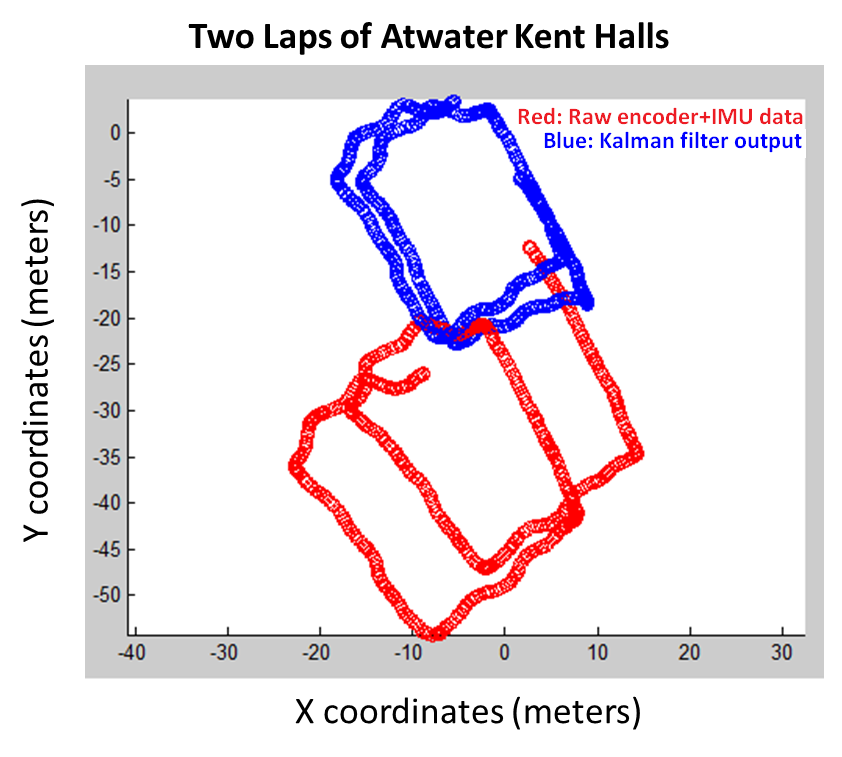 Two Laps of Atwater Kent Halls
Red: Raw encoder+IMU data
Blue: Kalman filter output
Y coordinates (meters)
0
-5
-10
-15
-20
-25
-30
-35
-40
-45
-50
-40 -30 -20 -10 0 10 20 30
X coordinates (meters)